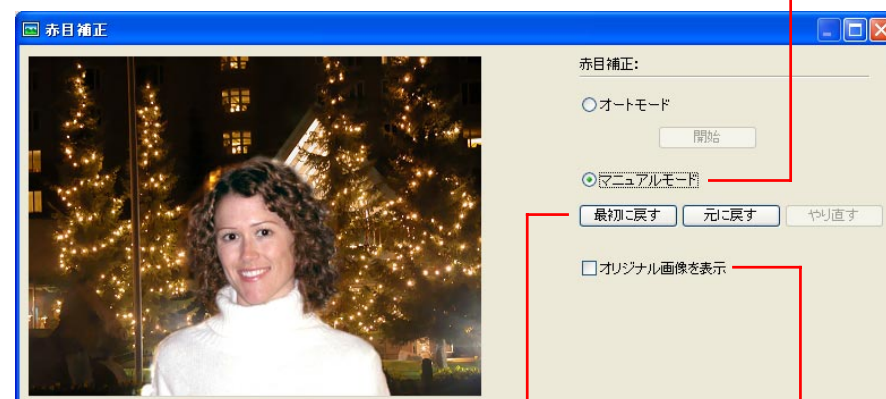 赤目補正
赤目補正:
オートモード
開始
マニュアルモード
最初に戻す 元に戻す やり直す
オリジナル画像を表示